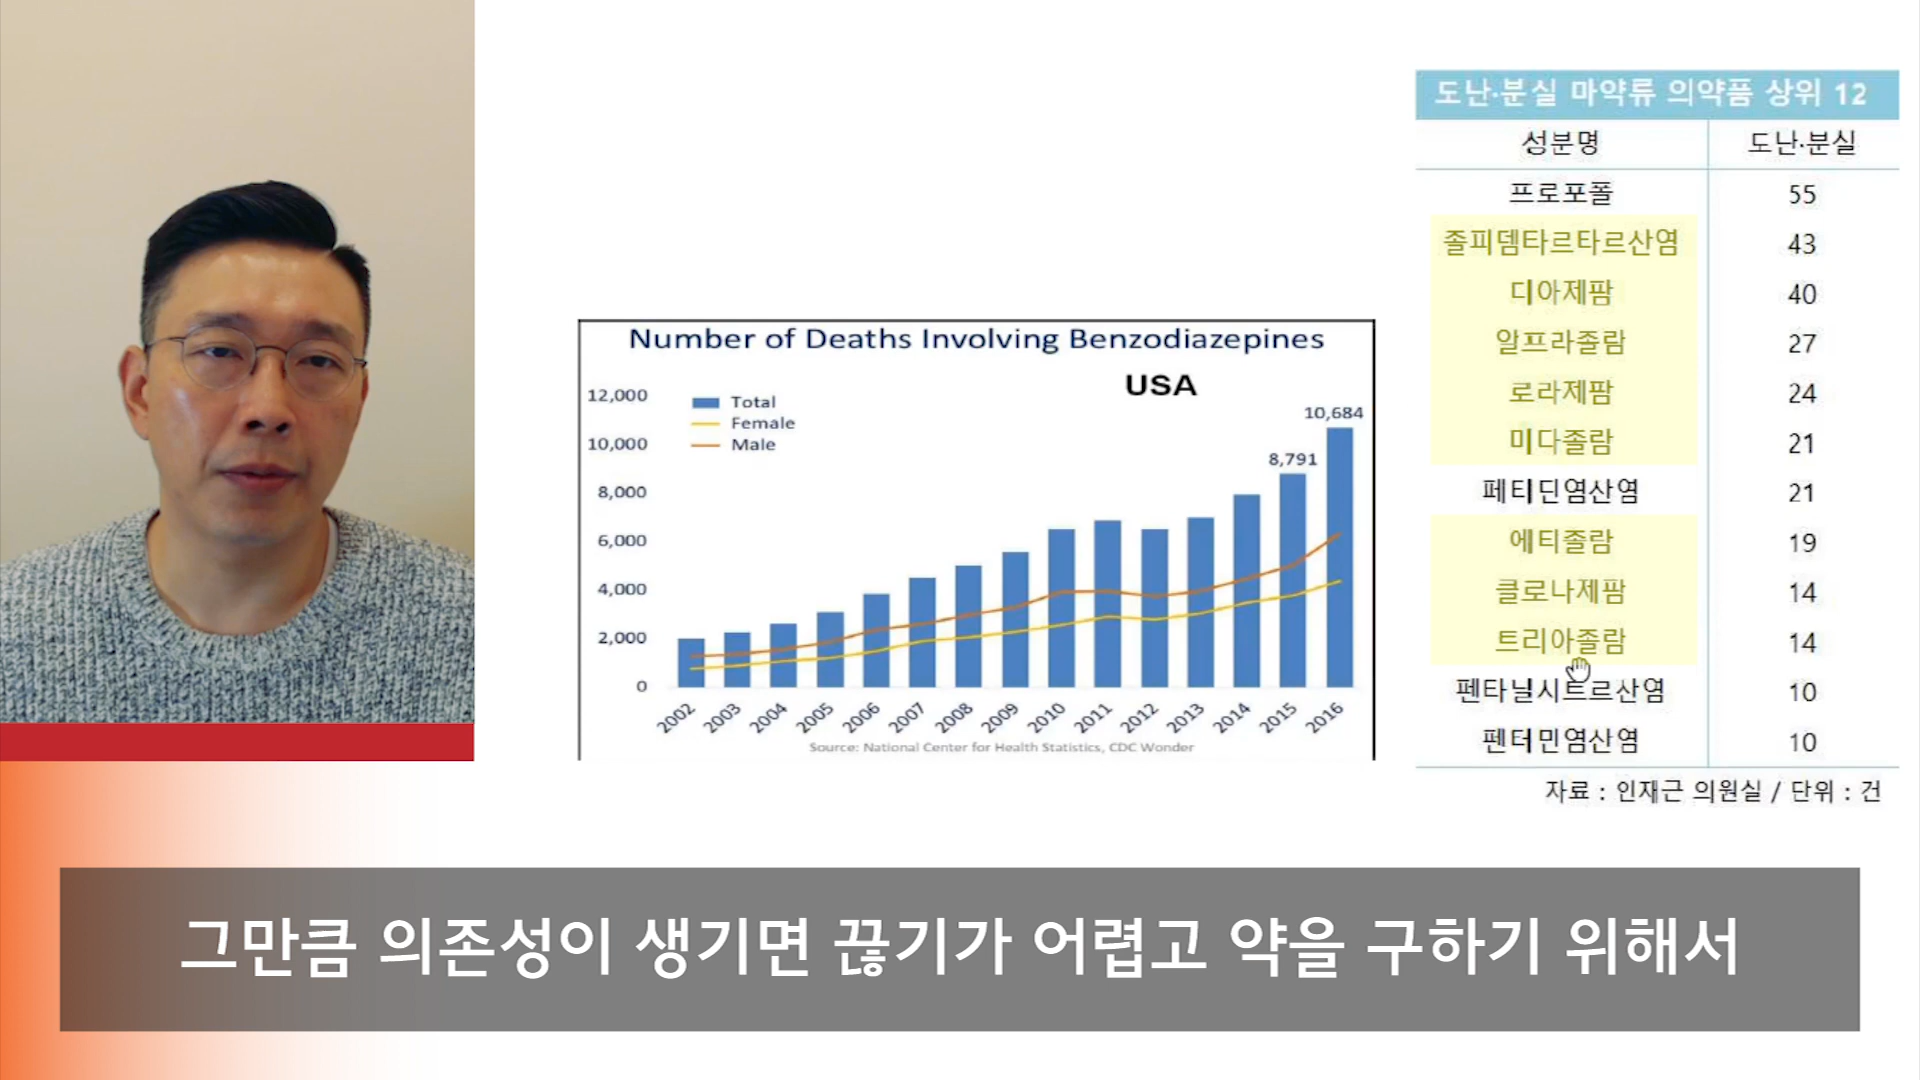 Number of Deaths Involving Benzodiazepines
USA
Total
Female
Male
12,000
10,000
8,000
6,000
4,000
2,000
0
8,791
10,684
2002 2003 2004 2005 2006 2007 2008 2009 2010 2011 2012 2013 2014 2015 2016
Source: National Center for Health Statistics, CDC Wonder
도난·분실 마약류 의약품 상위 12
성분명 도난·분실
프로포폴 55
졸피뎀타르타르산염 43
디아제팜 40
알프라졸람 27
로라제팜 24
미다졸람 21
페티딘염산염 21
에티졸람 19
클로나제팜 14
트리아졸람 14
펜타닐시트르산염 10
펜터민염산염 10
자료 : 인재근 의원실 / 단위 : 건
그만큼 의존성이 생기면 끊기가 어렵고 약을 구하기 위해서